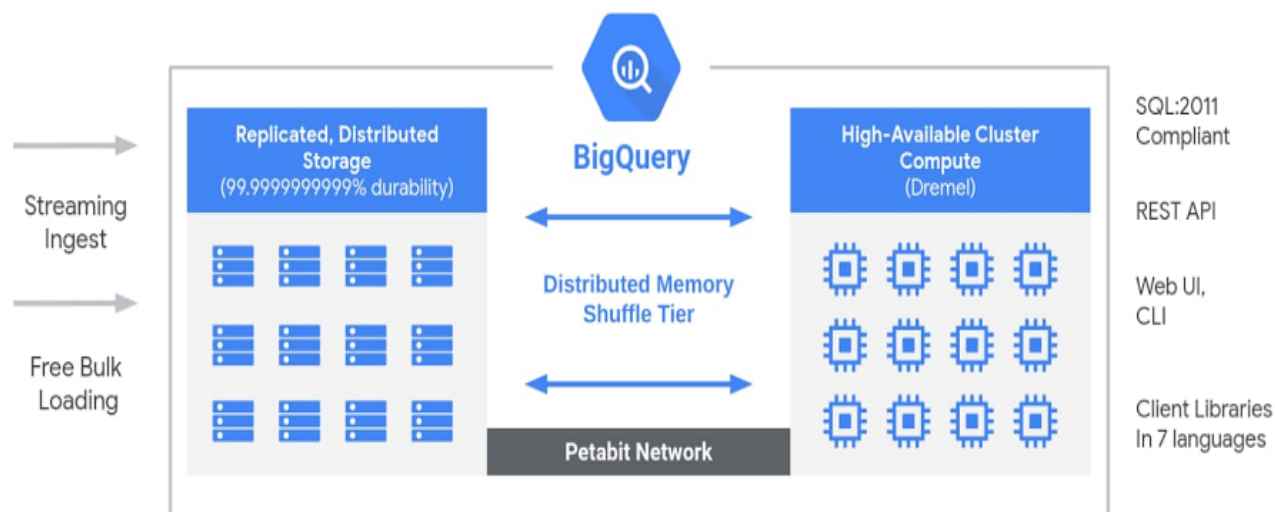 Streaming
Ingest
Free Bulk
Loading
Replicated, Distributed
Storage
(99.9999999999% durability)
BigQuery
Distributed Memory
Shuffle Tier
Petabit Network
High-Available Cluster
Compute
(Dremel)
SQL:2011
Compliant
REST API
Web UI,
CLI
Client Libraries
In 7 languages